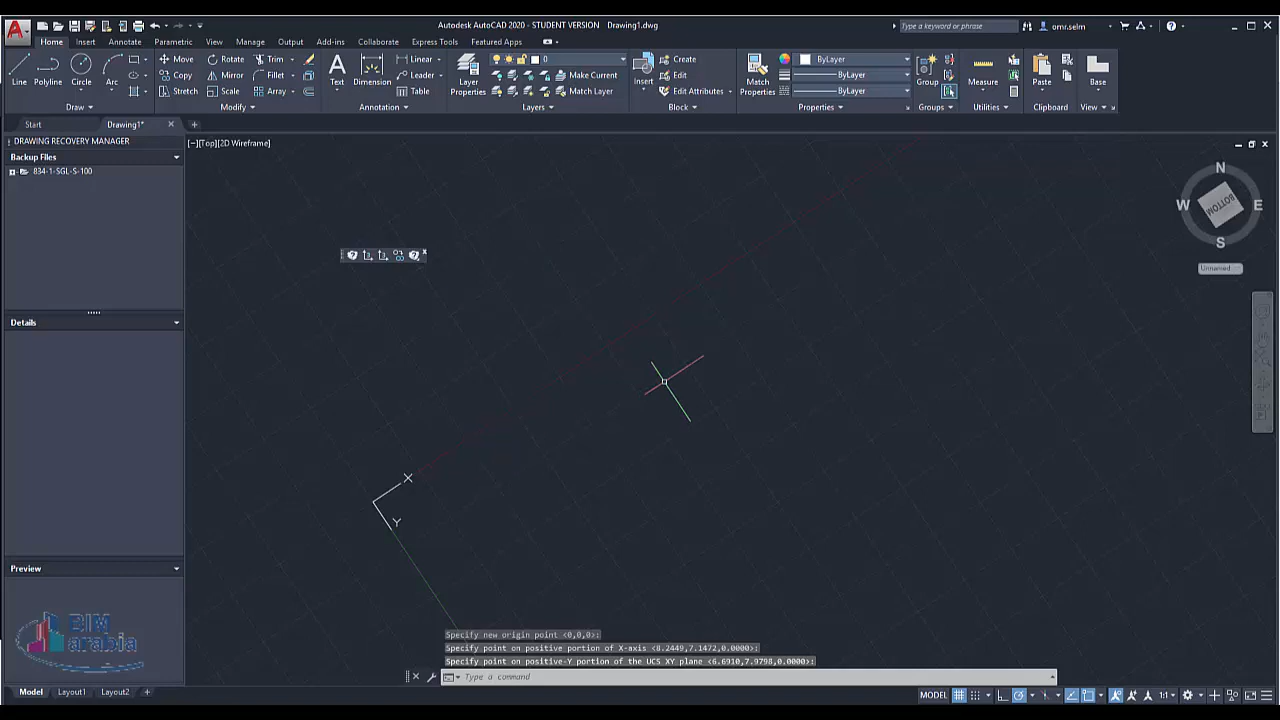 Autodesk AutoCAD 2020 - STUDENT VERSION Drawing1.dwg
Type a keyword or phrase
omr.selm
Home Insert Annotate Parametric View Manage Output Add-ins Collaborate Express Tools Featured Apps
Line
Polyline
Circle
Arc
Move
Copy
Stretch
Rotate
Mirror
Scale
Trim
Fillet
Array
Text
Dimension
Linear
Leader
Table
Layer
Properties
0
Make Current
Match Layer
Insert
Create
Edit
Edit Attributes
Match
Properties
ByLayer
ByLayer
ByLayer
Group
Measure
Paste
Base
Draw
Modify
Annotation
Layers
Block
Properties
Groups
Utilities
Clipboard
View
Start
Drawing1*
DRAWING RECOVERY MANAGER
Backup Files
834-1-SGL-S-100
Details
Preview
BIM
arabia
[−][Top][2D Wireframe]
N
W
BOTTOM
E
S
Unnamed
X
Y
Specify new origin point <0,0,0>:
Specify point on positive portion of X-axis <8.2449,7.1472,0.0000>:
Specify point on positive-Y portion of the UCS XY plane <6.6910,7.9798,0.0000>:
Type a command
Model
Layout1
Layout2
MODEL
1:1